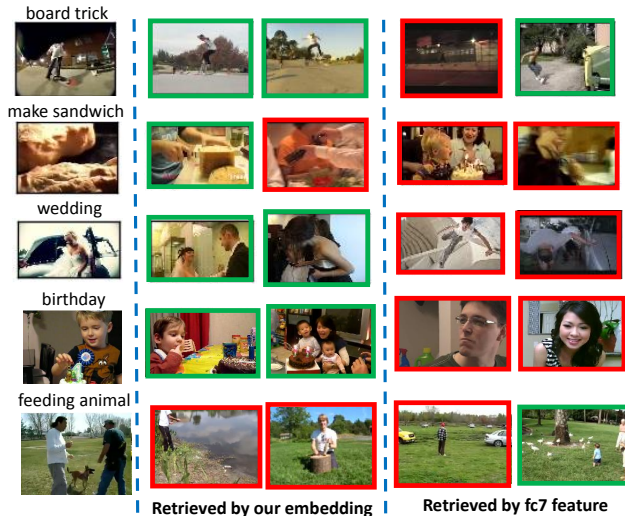 board trick
make sandwich
wedding
birthday
feeding animal
Retrieved by our embedding
Retrieved by fc7 feature